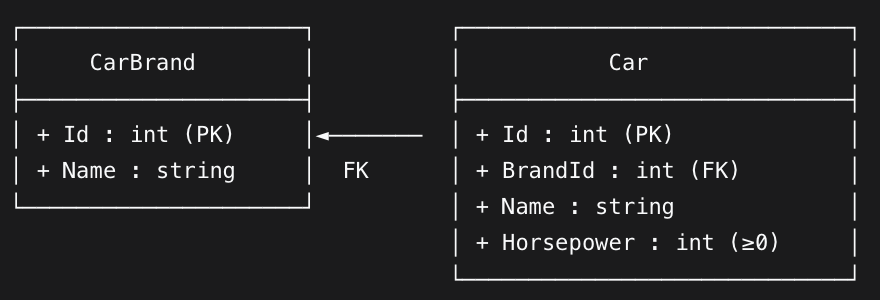 CarBrand
+ Id : int (PK)
+ Name : string
FK
Car
+ Id : int (PK)
+ BrandId : int (FK)
+ Name : string
+ Horsepower : int (≥0)